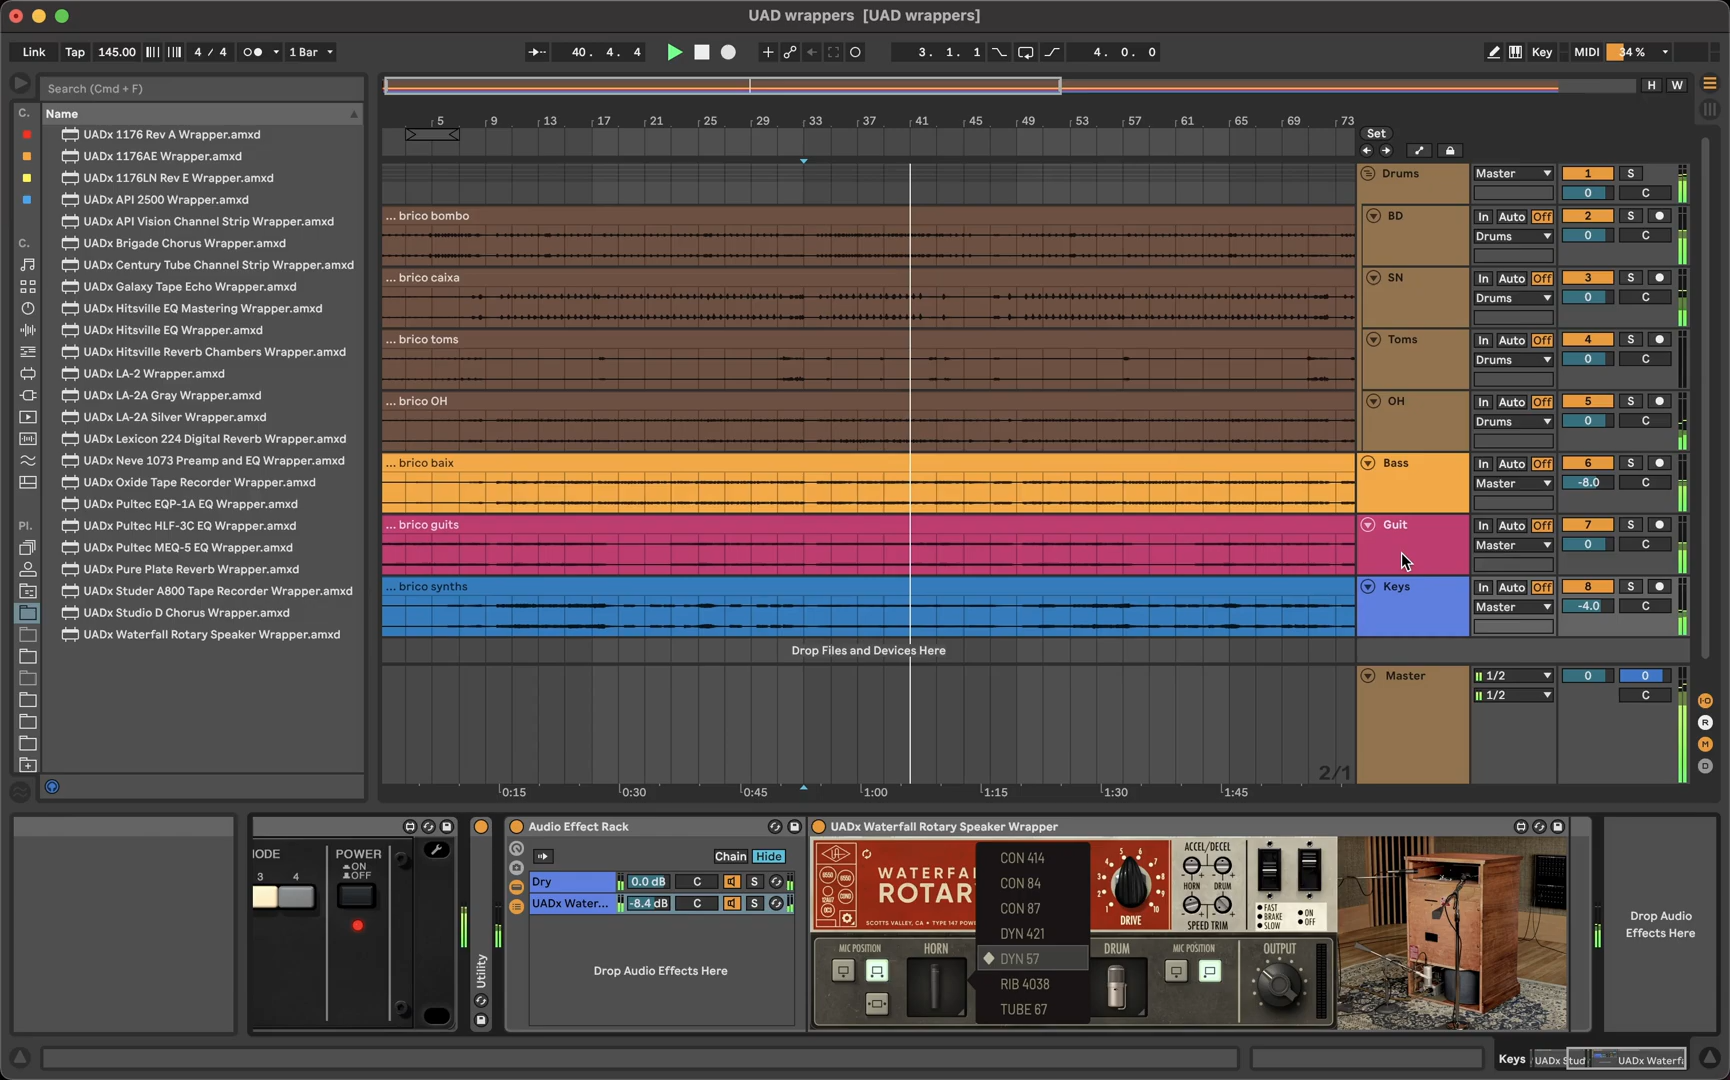 UAD wrappers [UAD wrappers]
Link Tap 145.00 4 / 4 1 Bar 40. 4. 4 3. 1. 1 4. 0. 0 Key MIDI 34 %
Search (Cmd + F)
H W
C. Name
5 9 13 17 21 25 29 33 37 41 45 49 53 57 61 65 69 73
Set
UADx 1176 Rev A Wrapper.amxd
UADx 1176AE Wrapper.amxd
UADx 1176LN Rev E Wrapper.amxd
UADx API 2500 Wrapper.amxd
UADx API Vision Channel Strip Wrapper.amxd
C. UADx Brigade Chorus Wrapper.amxd
UADx Century Tube Channel Strip Wrapper.amxd
UADx Galaxy Tape Echo Wrapper.amxd
UADx Hitsville EQ Mastering Wrapper.amxd
UADx Hitsville EQ Wrapper.amxd
UADx Hitsville Reverb Chambers Wrapper.amxd
UADx LA-2 Wrapper.amxd
UADx LA-2A Gray Wrapper.amxd
UADx LA-2A Silver Wrapper.amxd
UADx Lexicon 224 Digital Reverb Wrapper.amxd
UADx Neve 1073 Preamp and EQ Wrapper.amxd
UADx Oxide Tape Recorder Wrapper.amxd
UADx Pultec EQP-1A EQ Wrapper.amxd
Pl. UADx Pultec HLF-3C EQ Wrapper.amxd
UADx Pultec MEQ-5 EQ Wrapper.amxd
UADx Pure Plate Reverb Wrapper.amxd
UADx Studer A800 Tape Recorder Wrapper.amxd
UADx Studio D Chorus Wrapper.amxd
UADx Waterfall Rotary Speaker Wrapper.amxd
Drums Master 1 S
0 C
... brico bombo BD In Auto Off 2 S
Drums 0 C
... brico caixa SN In Auto Off 3 S
Drums 0 C
... brico toms Toms In Auto Off 4 S
Drums 0 C
... brico OH OH In Auto Off 5 S
Drums 0 C
... brico baix Bass In Auto Off 6 S
Master -8.0 C
... brico guits Guit In Auto Off 7 S
Master 0 C
... brico synths Keys In Auto Off 8 S
Master -4.0 C
Drop Files and Devices Here
Master 1/2 0 0
1/2 C
I·O
R
M
D
2/1
0:15 0:30 0:45 1:00 1:15 1:30 1:45
IODE
3 4
POWER
ON
OFF
Utility
Audio Effect Rack
Chain Hide
Dry 0.0 dB C S
UADx Water... -8.4 dB C S
Drop Audio Effects Here
UADx Waterfall Rotary Speaker Wrapper
WATERFAL
ROTAR
SCOTTS VALLEY, CA • TYPE 147 POWER
CON 414
CON 84
CON 87
DYN 421
DYN 57
RIB 4038
TUBE 67
1 2 3 4 5 6 7 8 9 10
DRIVE
ACCEL/DECEL
HORN DRUM
SPEED TRIM
FAST
BRAKE
SLOW
ON
OFF
MIC POSITION HORN DRUM MIC POSITION OUTPUT
Drop Audio
Effects Here
Keys UADx Stud UADx Waterfa